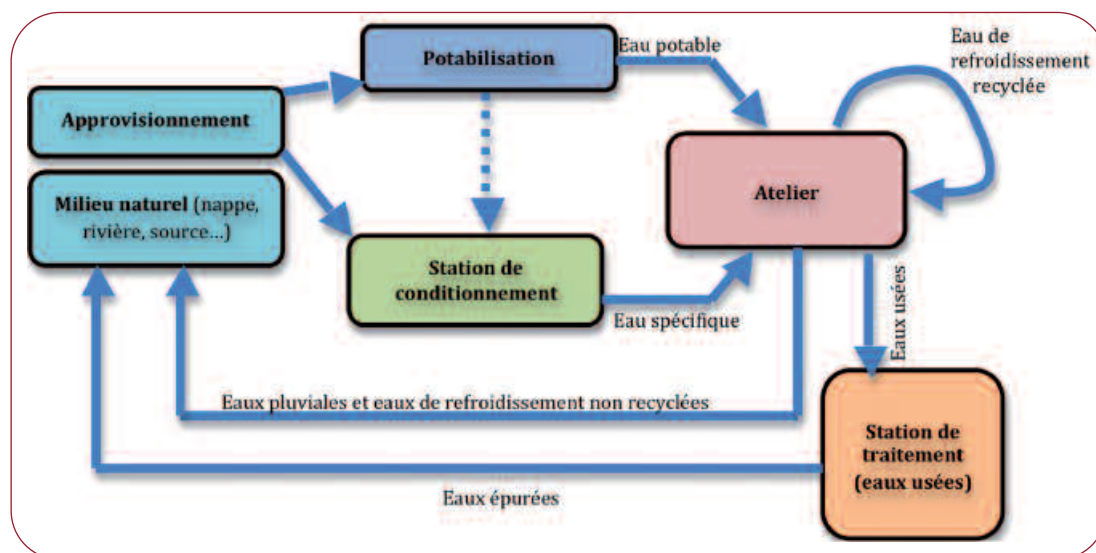 Potabilisation
Eau potable
Eau de
refroidissement
recyclée
Approvisionnement
Milieu naturel (nappe,
rivière, source...)
Atelier
Station de
conditionnement
Eau spécifique
Eaux usées
Eaux pluviales et eaux de refroidissement non recyclées
Station de
traitement
(eaux usées)
Eaux épurées